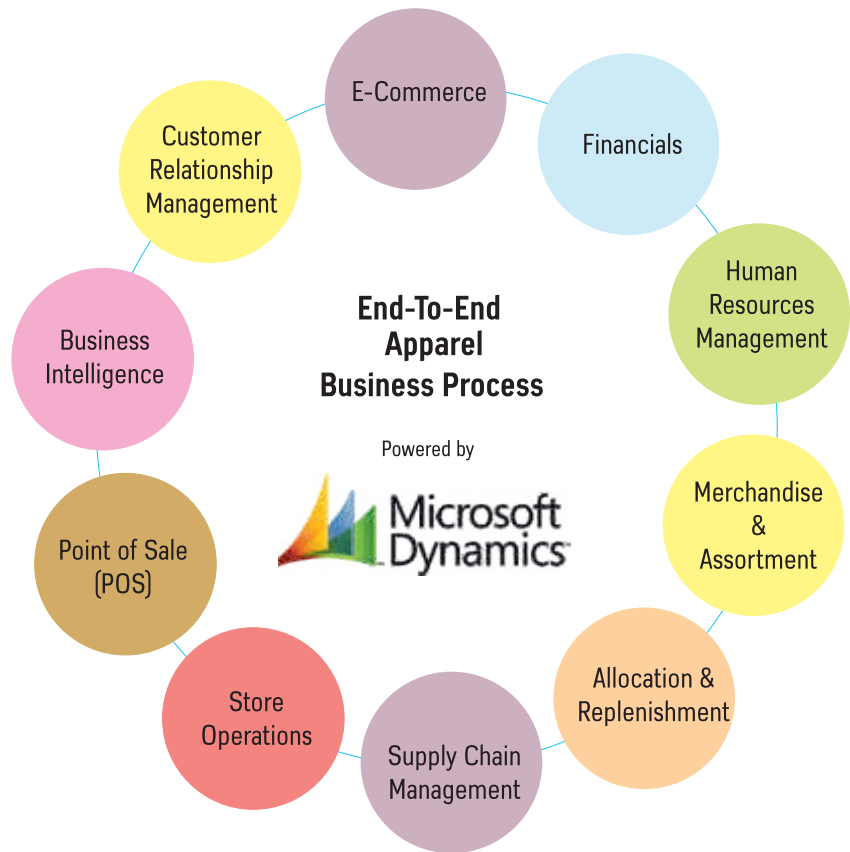 E-Commerce
Financials
Human
Resources
Management
Merchandise
&
Assortment
Allocation &
Replenishment
Supply Chain
Management
Store
Operations
Point of Sale
(POS)
Business
Intelligence
Customer
Relationship
Management
End-To-End
Apparel
Business Process
Powered by
Microsoft
Dynamics